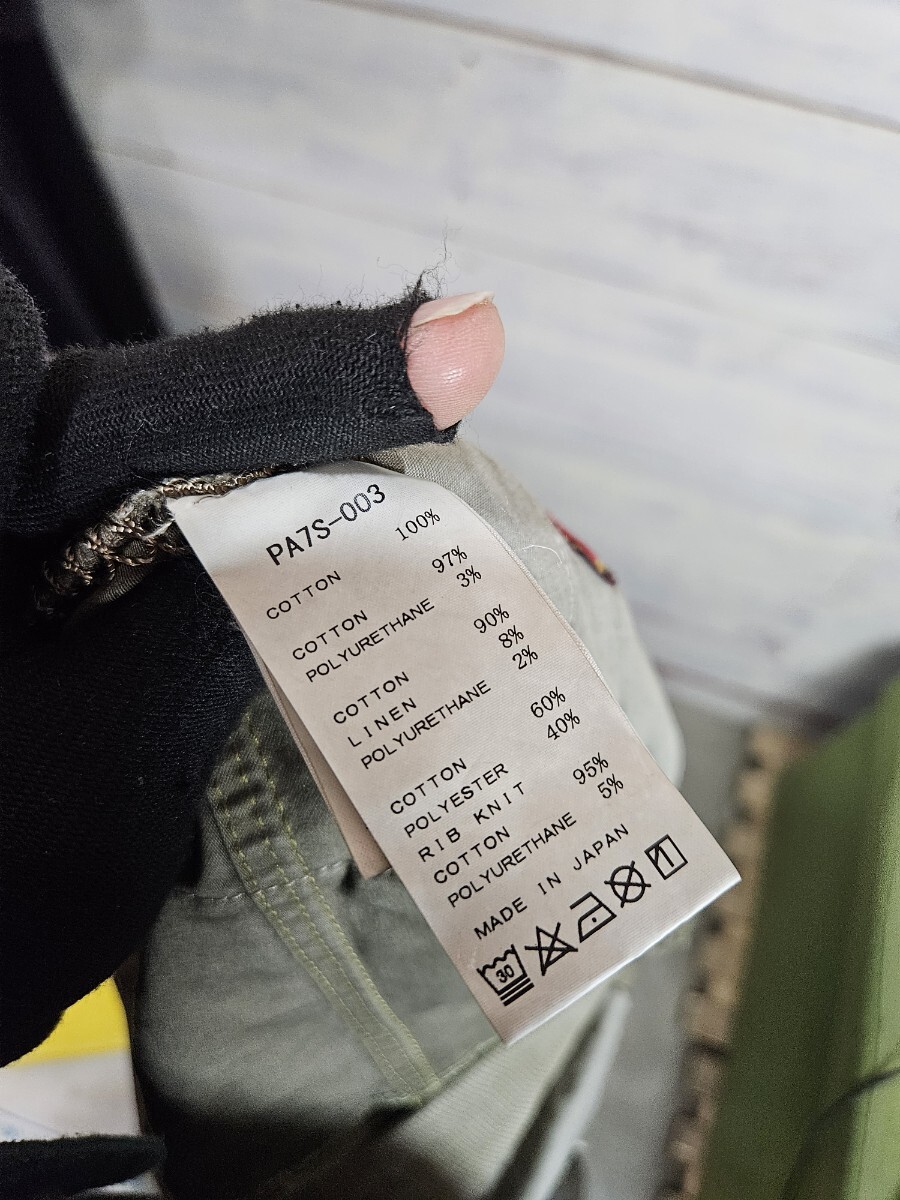 PA7S-003
COTTON 100%
COTTON 97%
POLYURETHANE 3%
COTTON 90%
LINEN 8%
POLYURETHANE 2%
COTTON 60%
POLYESTER 40%
RIB KNIT
COTTON 95%
POLYURETHANE 5%
MADE IN JAPAN
30